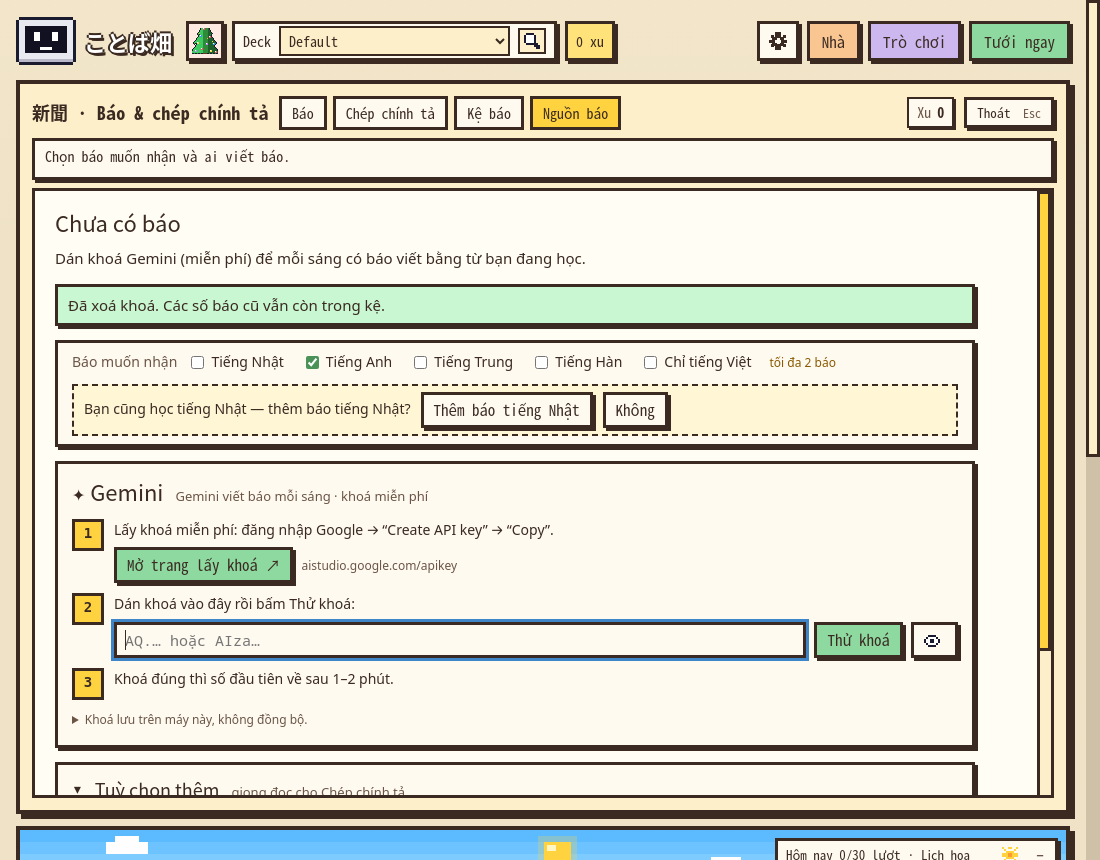 ことば畑
Deck Default
0 xu
Nhà
Trò chơi
Tưới ngay
新聞 · Báo & chép chính tả
Báo
Chép chính tả
Kệ báo
Nguồn báo
Xu 0
Thoát Esc
Chọn báo muốn nhận và ai viết báo.
Chưa có báo
Dán khoá Gemini (miễn phí) để mỗi sáng có báo viết bằng từ bạn đang học.
Đã xoá khoá. Các số báo cũ vẫn còn trong kệ.
Báo muốn nhận Tiếng Nhật Tiếng Anh Tiếng Trung Tiếng Hàn Chỉ tiếng Việt tối đa 2 báo
Bạn cũng học tiếng Nhật — thêm báo tiếng Nhật? Thêm báo tiếng Nhật Không
✦ Gemini Gemini viết báo mỗi sáng · khoá miễn phí
1 Lấy khoá miễn phí: đăng nhập Google → “Create API key” → “Copy”.
Mở trang lấy khoá ↗ aistudio.google.com/apikey
2 Dán khoá vào đây rồi bấm Thử khoá:
AQ.… hoặc AIza… Thử khoá
3 Khoá đúng thì số đầu tiên về sau 1–2 phút.
▶ Khoá lưu trên máy này, không đồng bộ.
▼ Tuỳ chọn thêm giọng đọc cho Chép chính tả
Hôm nay 0/30 lượt · Lịch hoa –